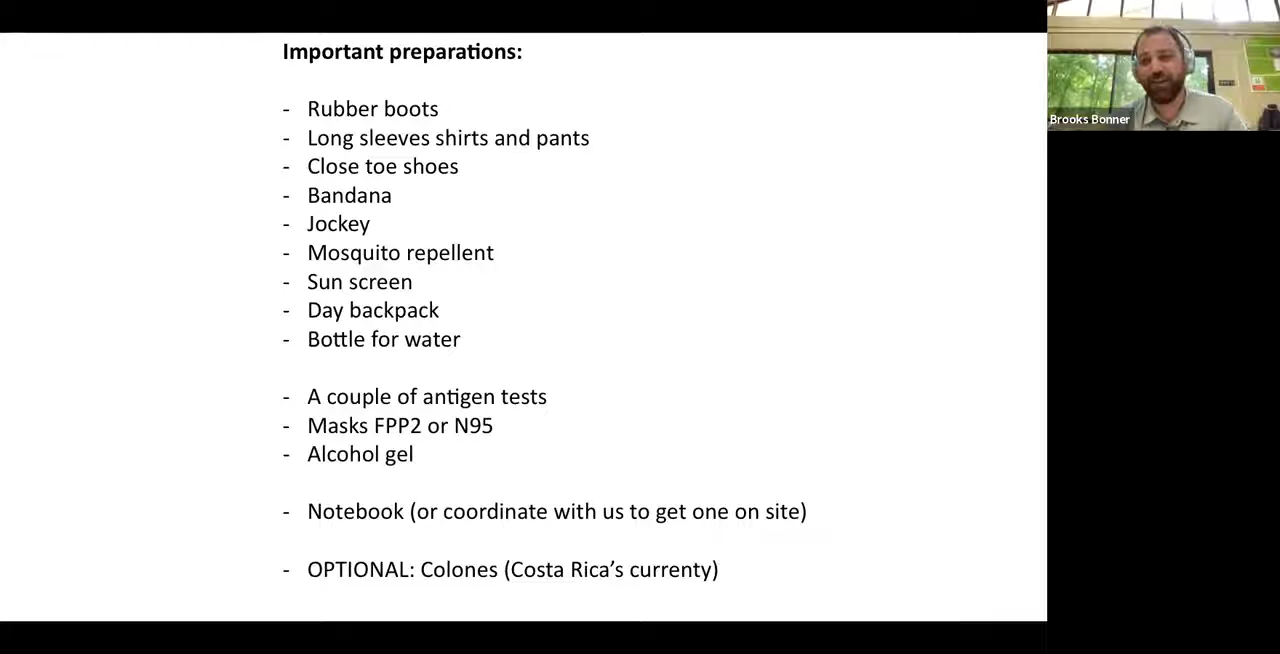 Important preparations:
- Rubber boots
- Long sleeves shirts and pants
- Close toe shoes
- Bandana
- Jockey
- Mosquito repellent
- Sun screen
- Day backpack
- Bottle for water
- A couple of antigen tests
- Masks FPP2 or N95
- Alcohol gel
- Notebook (or coordinate with us to get one on site)
- OPTIONAL: Colones (Costa Rica’s currenty)
Brooks Bonner